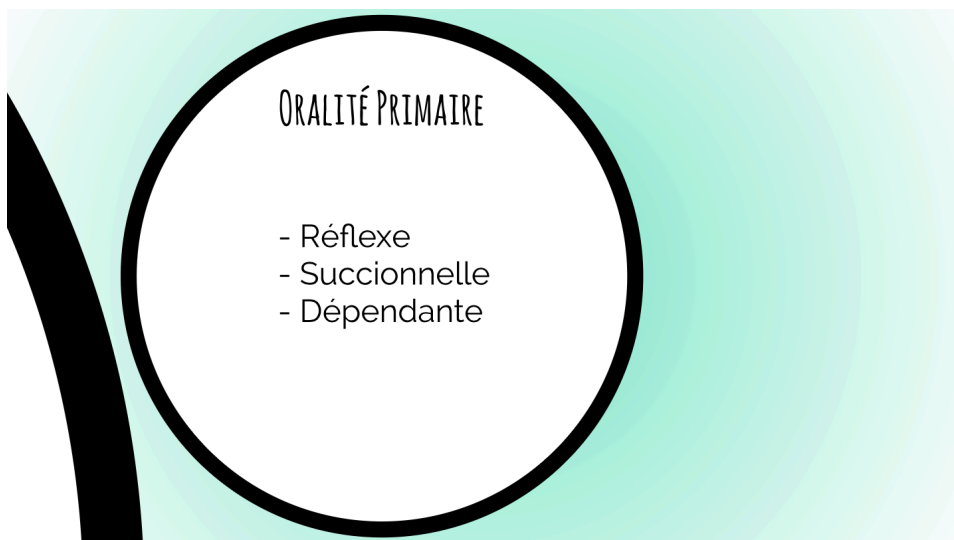 Oralité Primaire
- Réflexe
- Succionnelle
- Dépendante